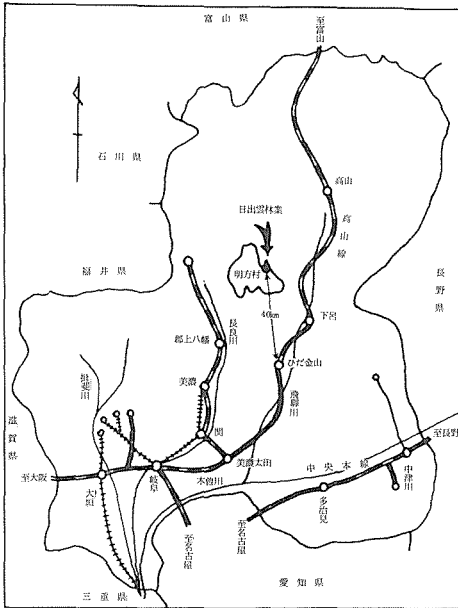 富山県
至富山
石川県
高山
日出雲林業
高山線
明方村
福井県
長野県
長良川
40km
下呂
郡上八幡
ひだ金山
美濃
揖斐川
飛騨川
滋賀県
関
至長野
美濃太田
中央本線
至大阪
岐阜
木曽川
中津川
大垣
多治見
至名古屋
至名古屋
三重県
愛知県